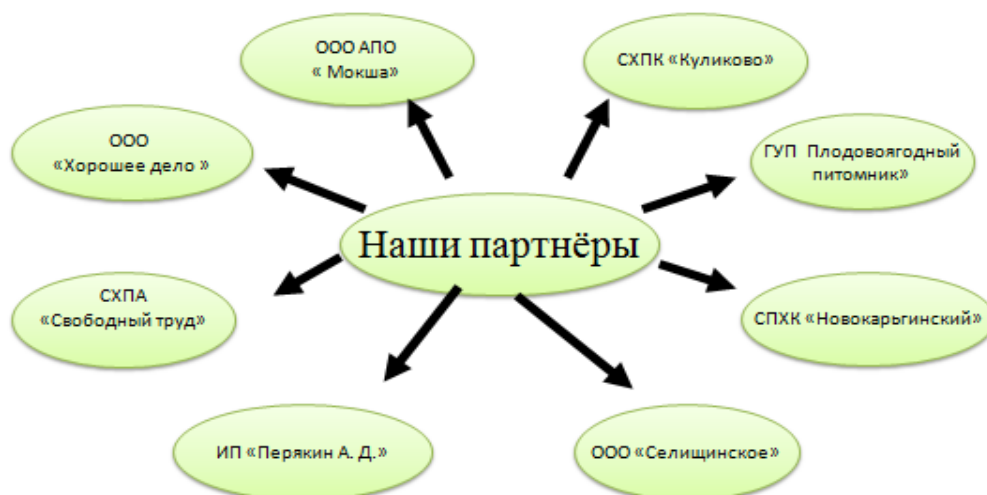 ООО АПО
« Мокша»
СХПК «Куликово»
ООО
«Хорошее дело »
ГУП Плодовоягодный
питомник»
Наши партнёры
СХПА
«Свободный труд»
СПХК «Новокарьгинский»
ИП «Перякин А. Д.»
ООО «Селищинское»